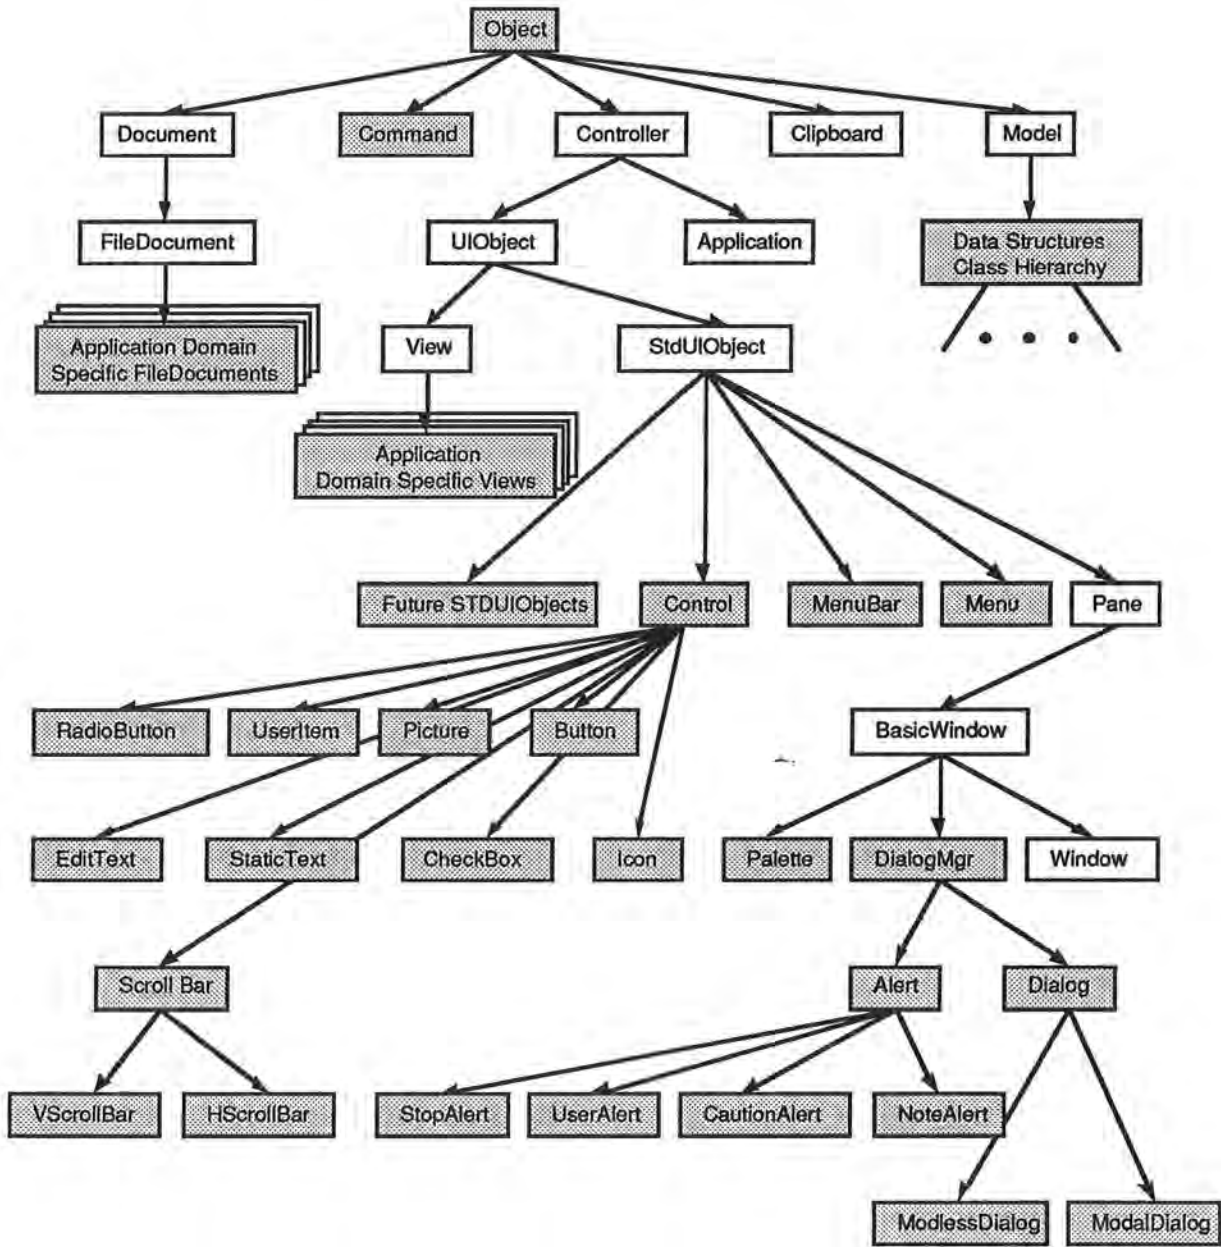 Object
Document
Command
Controller
Clipboard
Model
FileDocument
UIObject
Application
Data Structures
Class Hierarchy
Application Domain
Specific FileDocuments
View
StdUIObject
Application
Domain Specific Views
Future STDUIObjects
Control
MenuBar
Menu
Pane
RadioButton
UserItem
Picture
Button
BasicWindow
EditText
StaticText
CheckBox
Icon
Palette
DialogMgr
Window
Scroll Bar
Alert
Dialog
VScrollBar
HScrollBar
StopAlert
UserAlert
CautionAlert
NoteAlert
ModlessDialog
ModalDialog